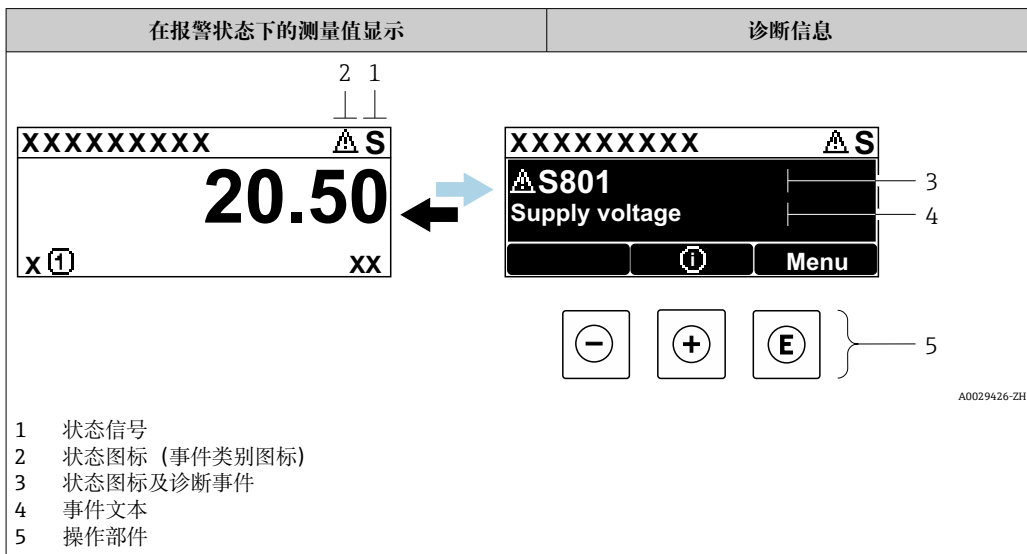 在报警状态下的测量值显示 诊断信息
2 1
XXXXXXXXX ⚠ S
20.50
X ① XX
XXXXXXXXX ⚠ S
⚠S801
Supply voltage
ⓘ Menu
3
4
- + E
5
A0029426-ZH
1 状态信号
2 状态图标（事件类别图标）
3 状态图标及诊断事件
4 事件文本
5 操作部件